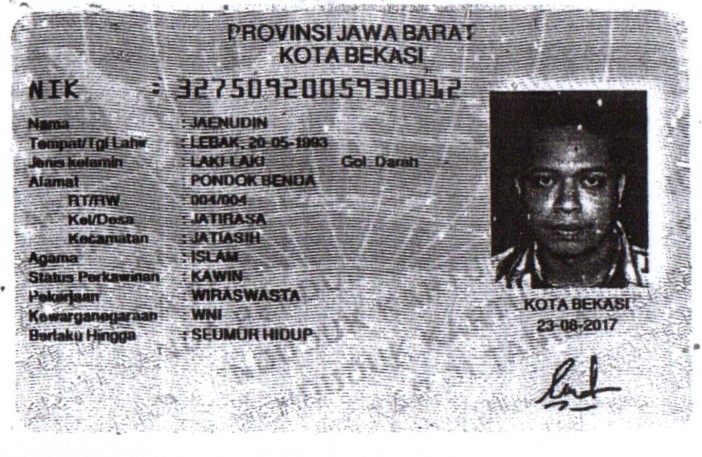 PROVINSI JAWA BARAT
KOTA BEKASI
NIK : 3275092005930012
Nama : JAENUDIN
Tempat/Tgl Lahir : LEBAK, 20-05-1993
Jenis kelamin : LAKI-LAKI Gol. Darah
Alamat : PONDOK BENDA
RT/RW : 004/004
Kel/Desa : JATIRASA
Kecamatan : JATIASIH
Agama : ISLAM
Status Perkawinan : KAWIN
Pekerjaan : WIRASWASTA
Kewarganegaraan : WNI
Berlaku Hingga : SEUMUR HIDUP
KOTA BEKASI
23-08-2017